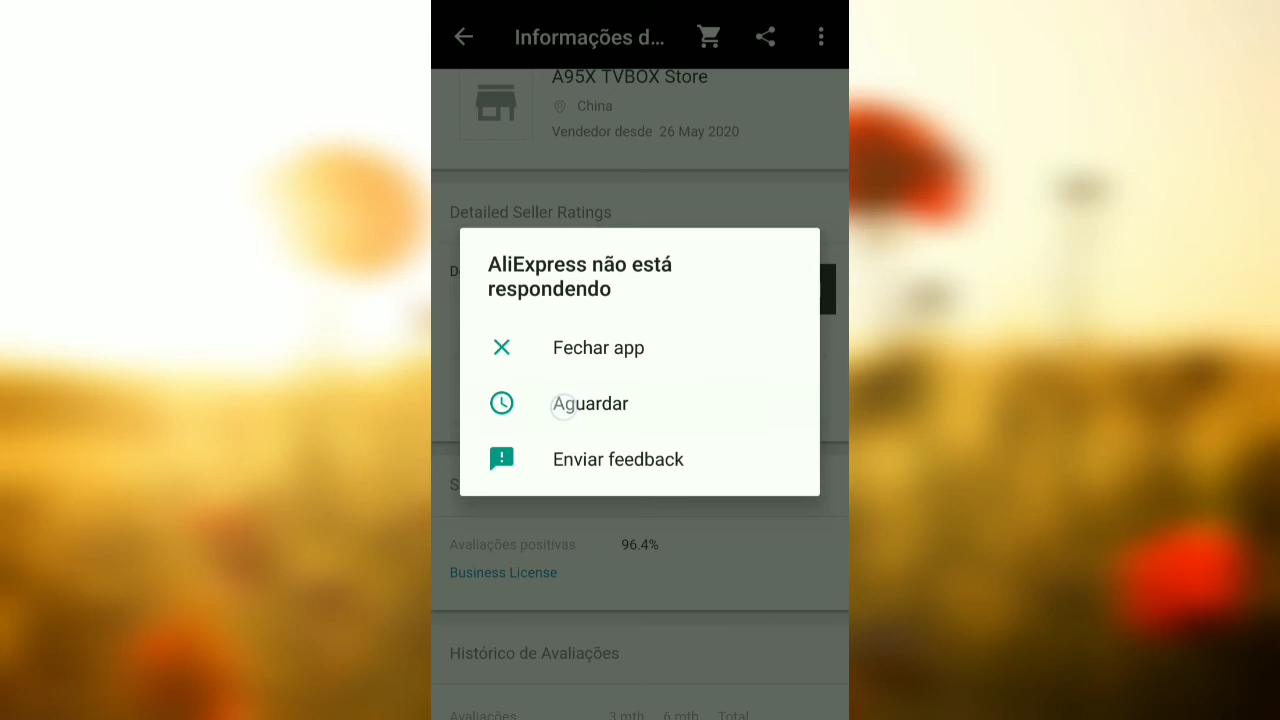 Informações d...
A95X TVBOX Store
China
Vendedor desde 26 May 2020
Detailed Seller Ratings
AliExpress não está
respondendo
Fechar app
Aguardar
Enviar feedback
Avaliações positivas 96.4%
Business License
Histórico de Avaliações
Avaliações 3 mth 6 mth Total